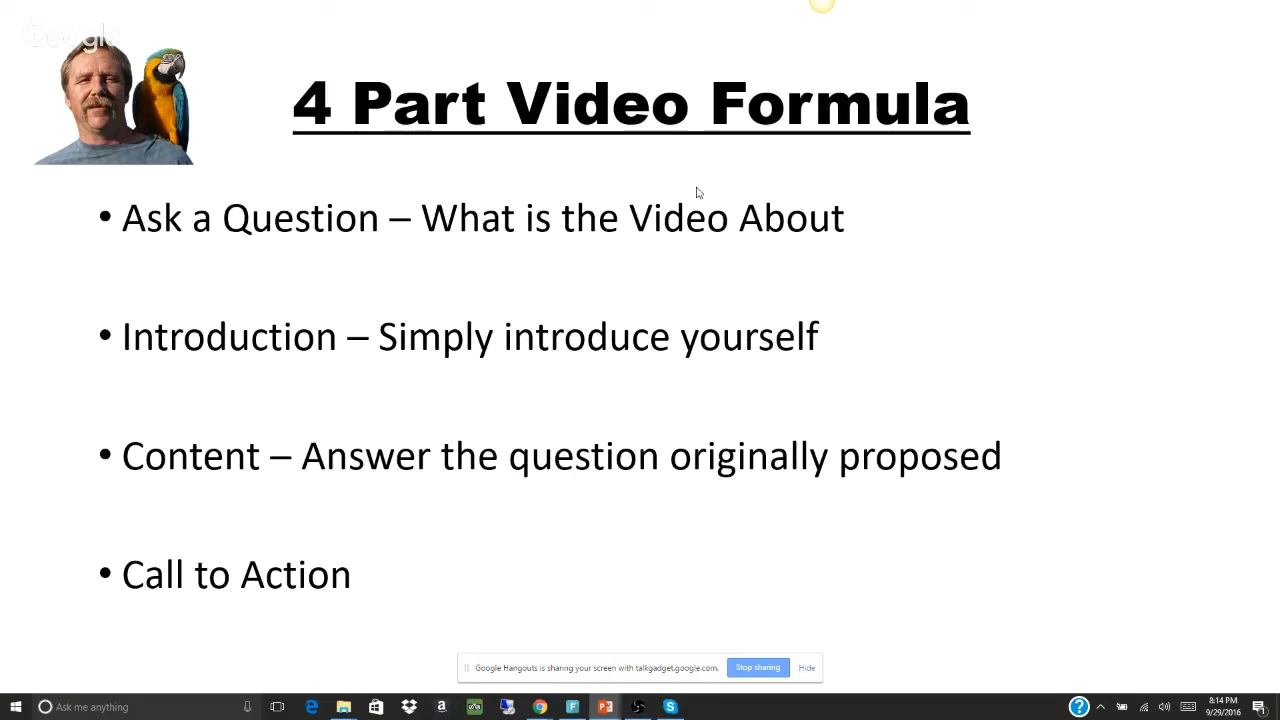 Google
4 Part Video Formula
• Ask a Question – What is the Video About
• Introduction – Simply introduce yourself
• Content – Answer the question originally proposed
• Call to Action
Google Hangouts is sharing your screen with talkgadget.google.com.
Stop sharing
Hide
Ask me anything
8:14 PM
9/29/2016